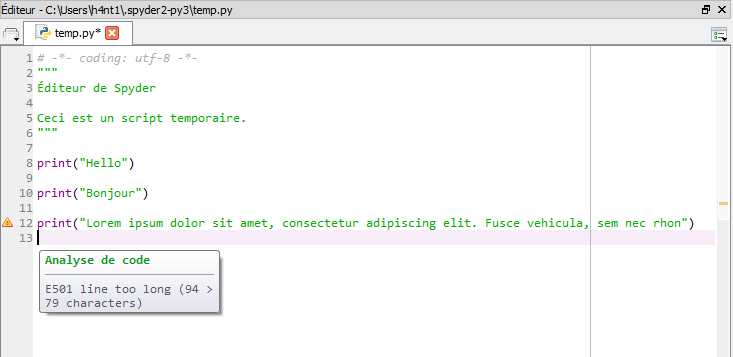 Éditeur - C:\Users\h4nt1\.spyder2-py3\temp.py
temp.py*
1 # -*- coding: utf-8 -*-
2 """
3 Éditeur de Spyder
4
5 Ceci est un script temporaire.
6 """
7
8 print("Hello")
9
10 print("Bonjour")
11
12 print("Lorem ipsum dolor sit amet, consectetur adipiscing elit. Fusce vehicula, sem nec rhon")
13
Analyse de code
E501 line too long (94 >
79 characters)